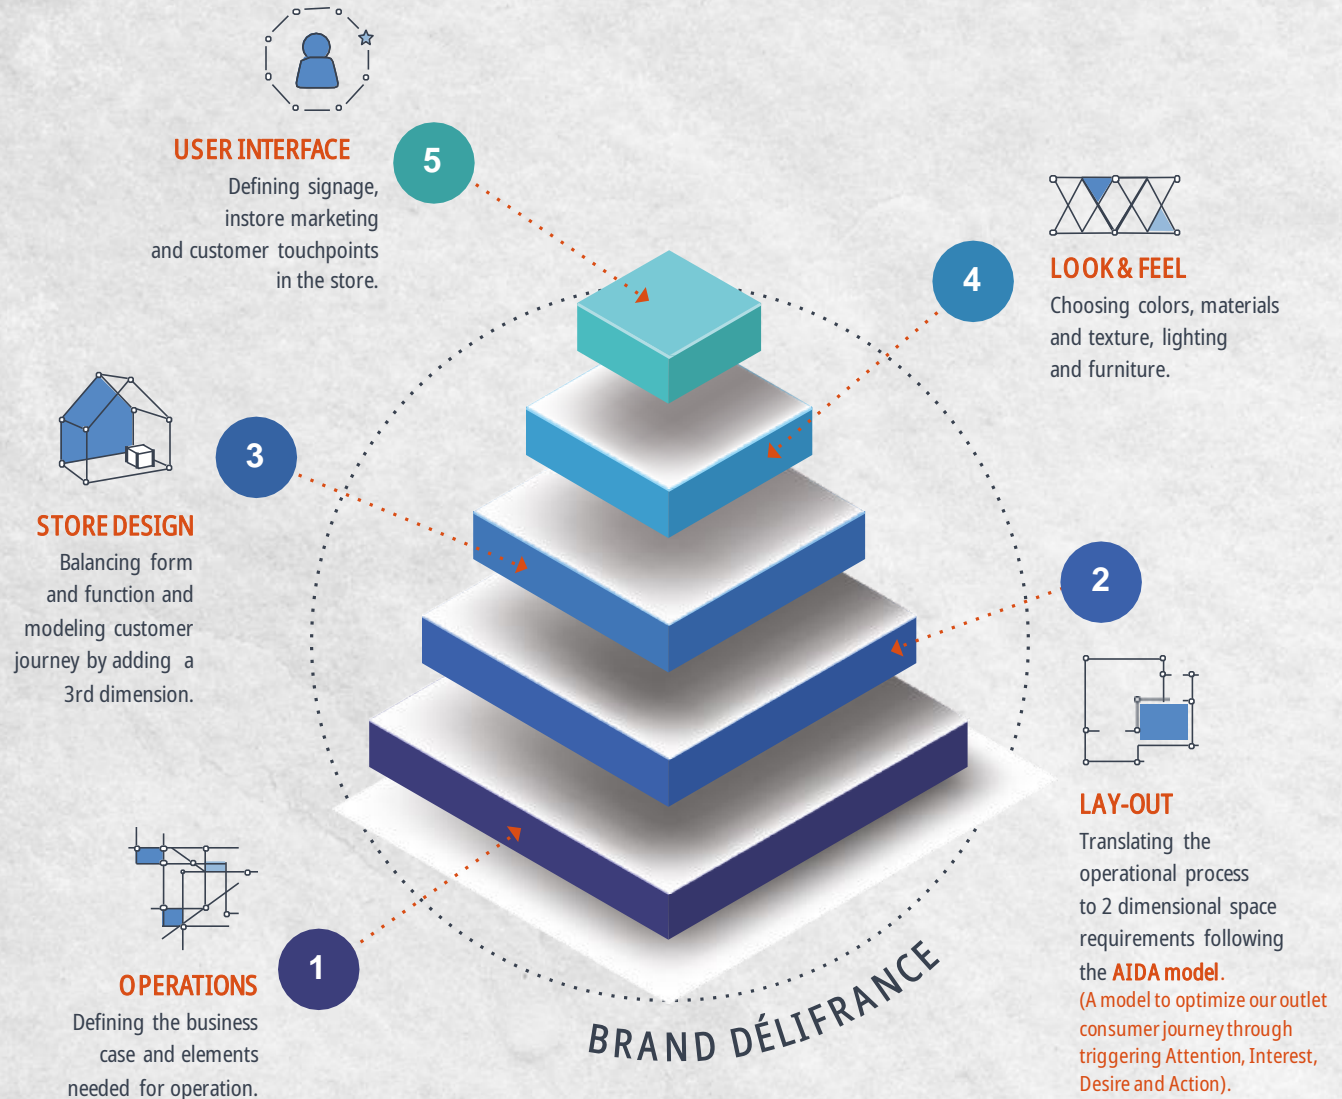 USER INTERFACE
Defining signage,
instore marketing
and customer touchpoints
in the store.
5
4
LOOK & FEEL
Choosing colors, materials
and texture, lighting
and furniture.
3
STORE DESIGN
Balancing form
and function and
modeling customer
journey by adding a
3rd dimension.
2
LAY-OUT
Translating the
operational process
to 2 dimensional space
requirements following
the AIDA model.
(A model to optimize our outlet
consumer journey through
triggering Attention, Interest,
Desire and Action).
1
OPERATIONS
Defining the business
case and elements
needed for operation.
BRAND DÉLIFRANCE